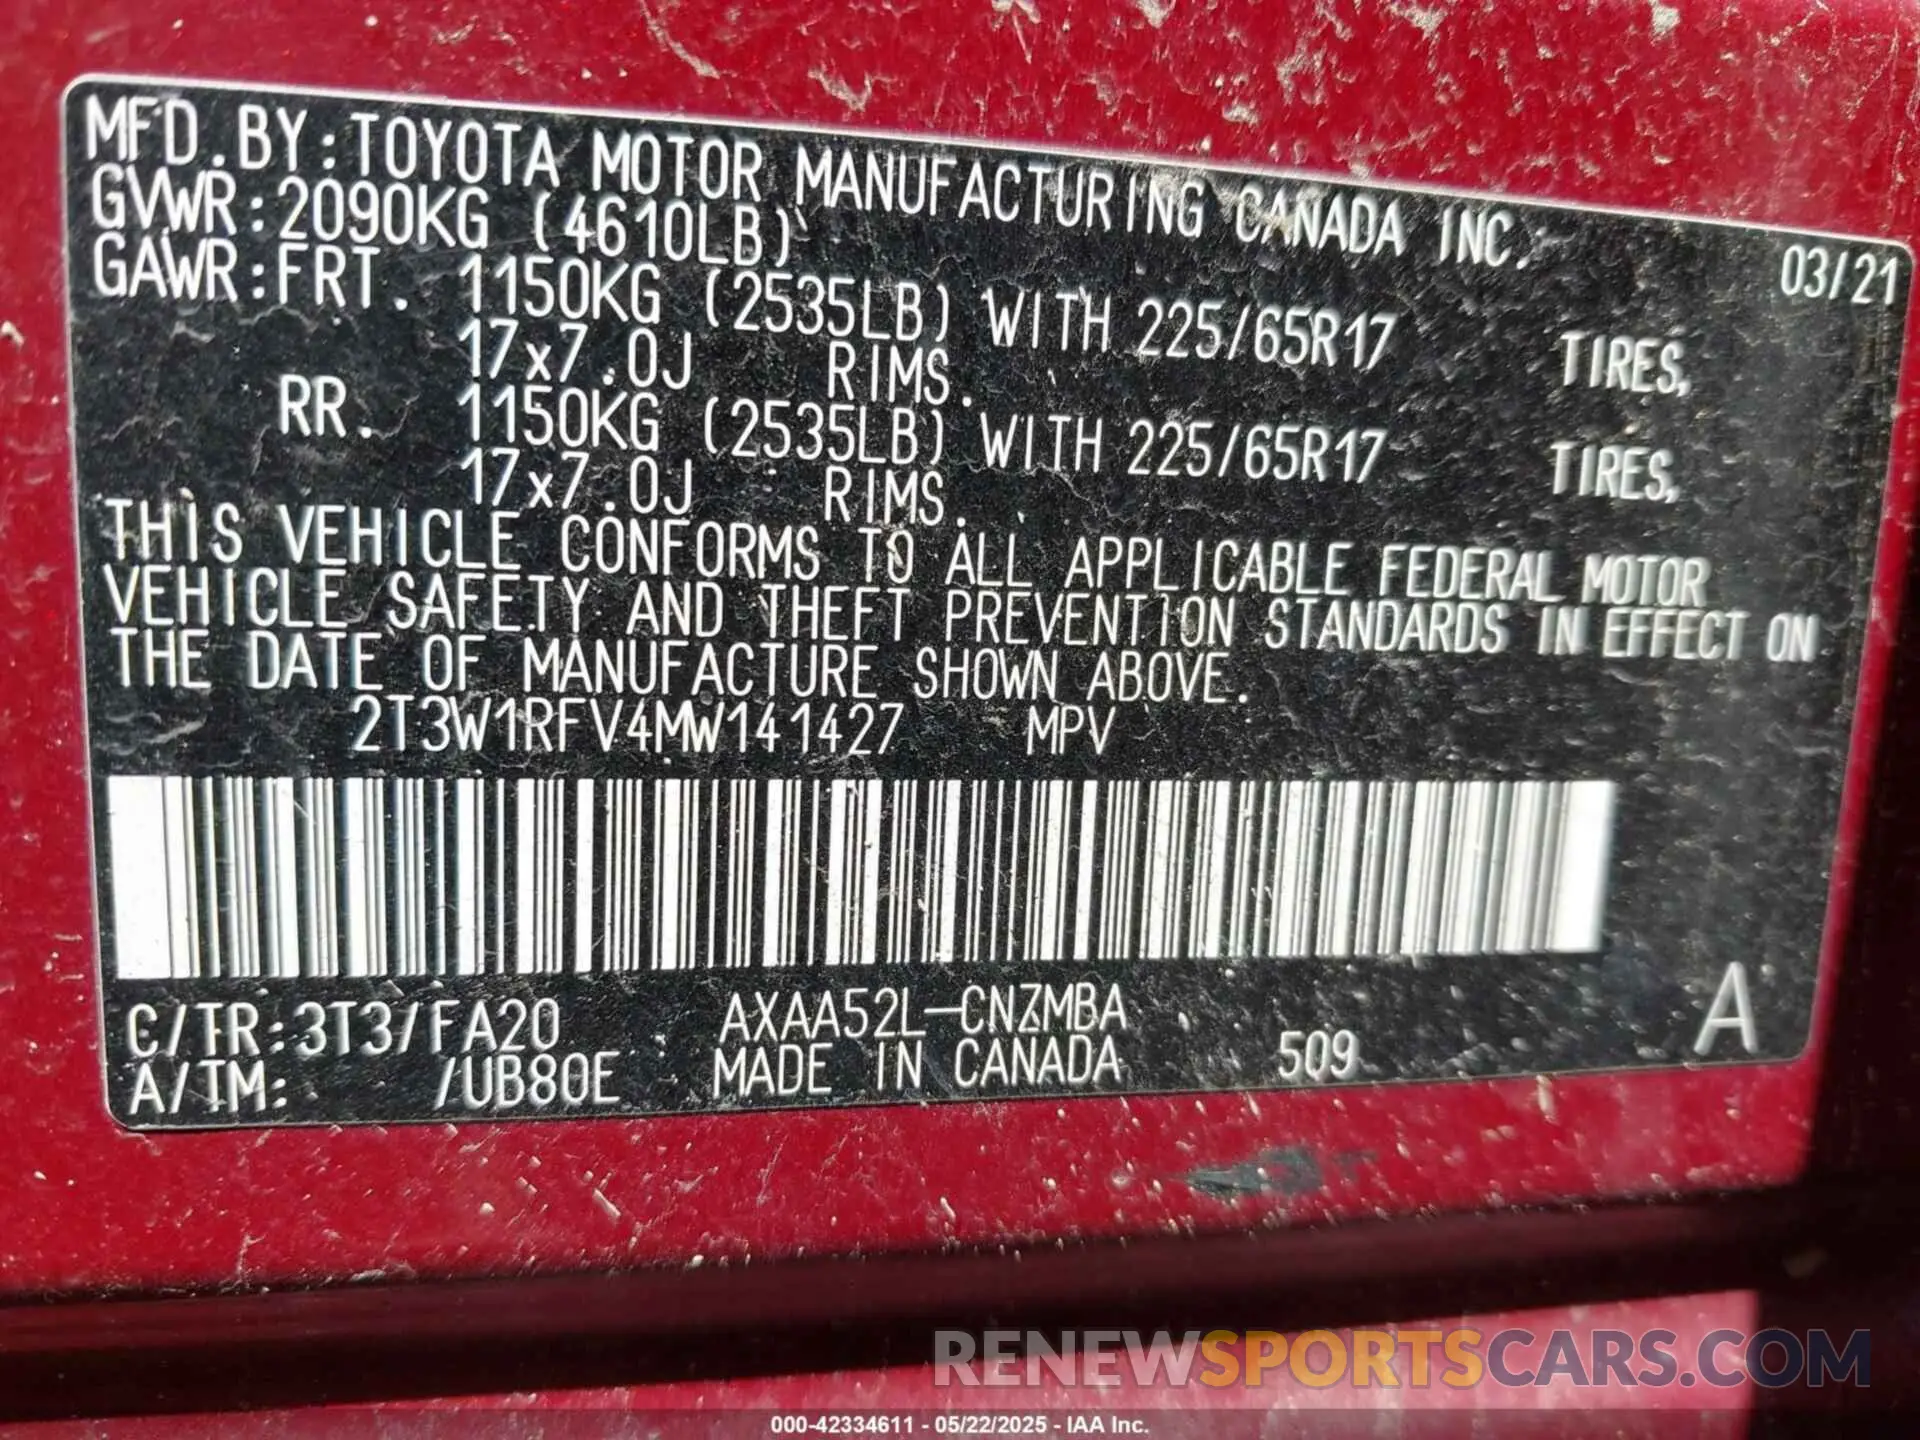 MFD.BY:TOYOTA MOTOR MANUFACTURING CANADA INC.
03/21
GVWR:2090KG (4610LB)
GAWR:FRT. 1150KG (2535LB) WITH 225/65R17 TIRES,
17x7.0J RIMS.
RR. 1150KG (2535LB) WITH 225/65R17 TIRES,
17x7.0J RIMS.
THIS VEHICLE CONFORMS TO ALL APPLICABLE FEDERAL MOTOR
VEHICLE SAFETY AND THEFT PREVENTION STANDARDS IN EFFECT ON
THE DATE OF MANUFACTURE SHOWN ABOVE.
2T3W1RFV4MW141427 MPV
C/TR:3T3/FA20 AXAA52L-CNZMBA
A/TM: /UB80E MADE IN CANADA 509 A
RENEWSPORTSCARS.COM
000-42334611 - 05/22/2025 - IAA Inc.